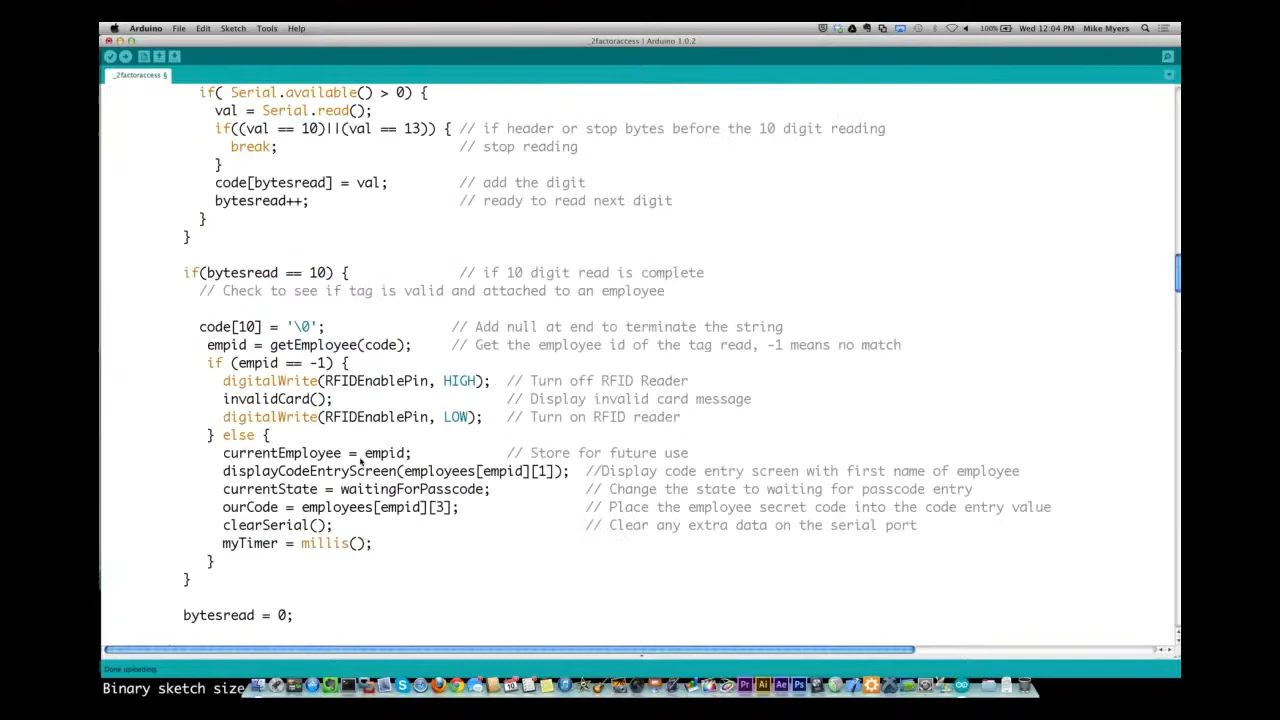 Arduino File Edit Sketch Tools Help 100% Wed 12:04 PM Mike Myers
_2factoraccess | Arduino 1.0.2
_2factoraccess §
if( Serial.available() > 0) {
val = Serial.read();
if((val == 10)||(val == 13)) { // if header or stop bytes before the 10 digit reading
break; // stop reading
}
code[bytesread] = val; // add the digit
bytesread++; // ready to read next digit
}
}
if(bytesread == 10) { // if 10 digit read is complete
// Check to see if tag is valid and attached to an employee
code[10] = '\0'; // Add null at end to terminate the string
empid = getEmployee(code); // Get the employee id of the tag read, -1 means no match
if (empid == -1) {
digitalWrite(RFIDEnablePin, HIGH); // Turn off RFID Reader
invalidCard(); // Display invalid card message
digitalWrite(RFIDEnablePin, LOW); // Turn on RFID reader
} else {
currentEmployee = empid; // Store for future use
displayCodeEntryScreen(employees[empid][1]); //Display code entry screen with first name of employee
currentState = waitingForPasscode; // Change the state to waiting for passcode entry
ourCode = employees[empid][3]; // Place the employee secret code into the code entry value
clearSerial(); // Clear any extra data on the serial port
myTimer = millis();
}
}
bytesread = 0;
Done uploading.
Binary sketch size
Pr Ai Ae Ps